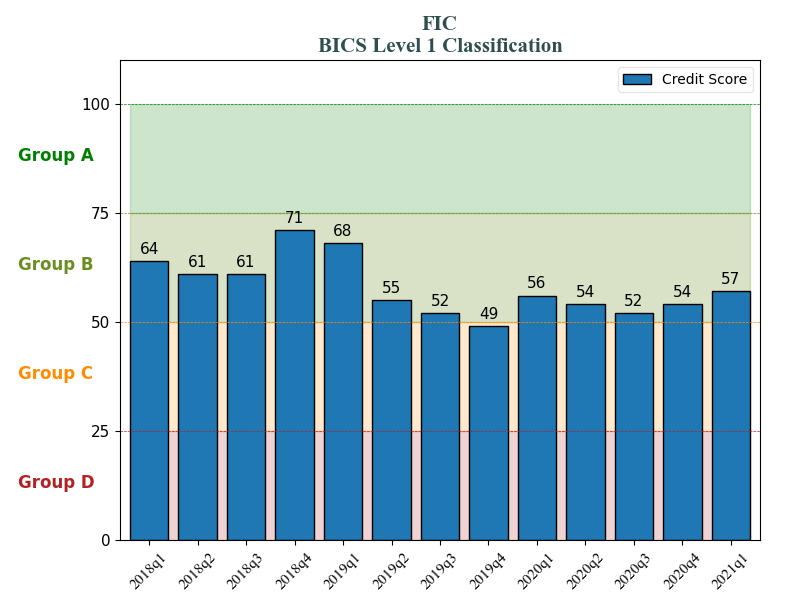 FIC
BICS Level 1 Classification
Credit Score
100
Group A
75
71
68
64
61
61
Group B
55
52
49
56
54
52
54
57
50
Group C
25
Group D
0
2018q1
2018q2
2018q3
2018q4
2019q1
2019q2
2019q3
2019q4
2020q1
2020q2
2020q3
2020q4
2021q1